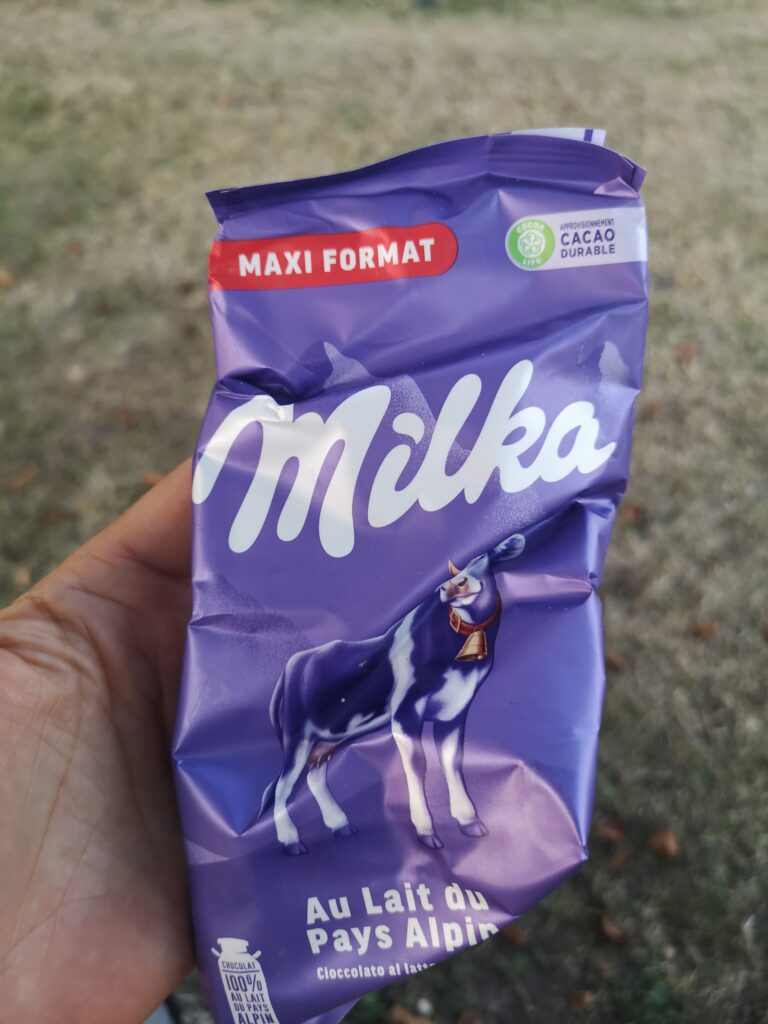 MAXI FORMAT
COCOA
LIFE
APPROVISIONNEMENT
CACAO
DURABLE
Milka
Au Lait du
Pays Alpin
Cioccolato al latte
CHOCOLAT
100%
AU LAIT
DU PAYS
ALPIN